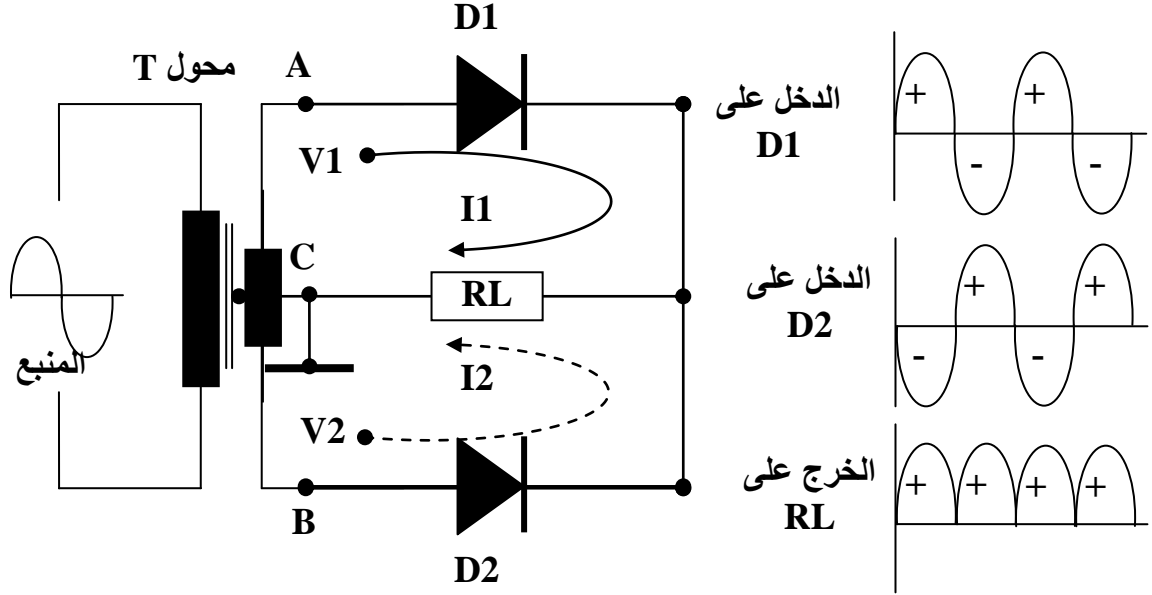 D1
محول T
A
الدخل على
D1
+ +
- -
V1
I1
C
RL
المنبع
الدخل على
D2
+ +
- -
I2
V2
الخرج على
RL
+ + + +
B
D2